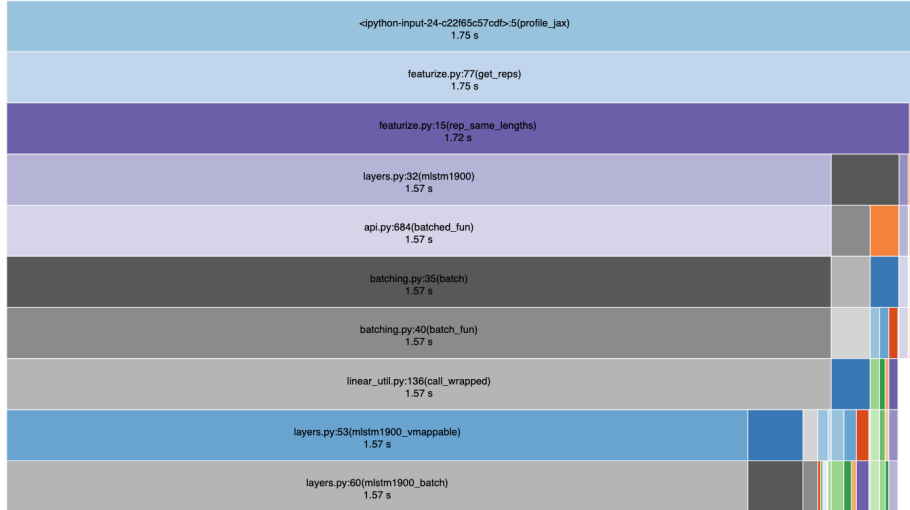 <ipython-input-24-c22f65c57cdf>:5(profile_jax)
1.75 s
featurize.py:77(get_reps)
1.75 s
featurize.py:15(rep_same_lengths)
1.72 s
layers.py:32(mlstm1900)
1.57 s
api.py:684(batched_fun)
1.57 s
batching.py:35(batch)
1.57 s
batching.py:40(batch_fun)
1.57 s
linear_util.py:136(call_wrapped)
1.57 s
layers.py:53(mlstm1900_vmappable)
1.57 s
layers.py:60(mlstm1900_batch)
1.57 s